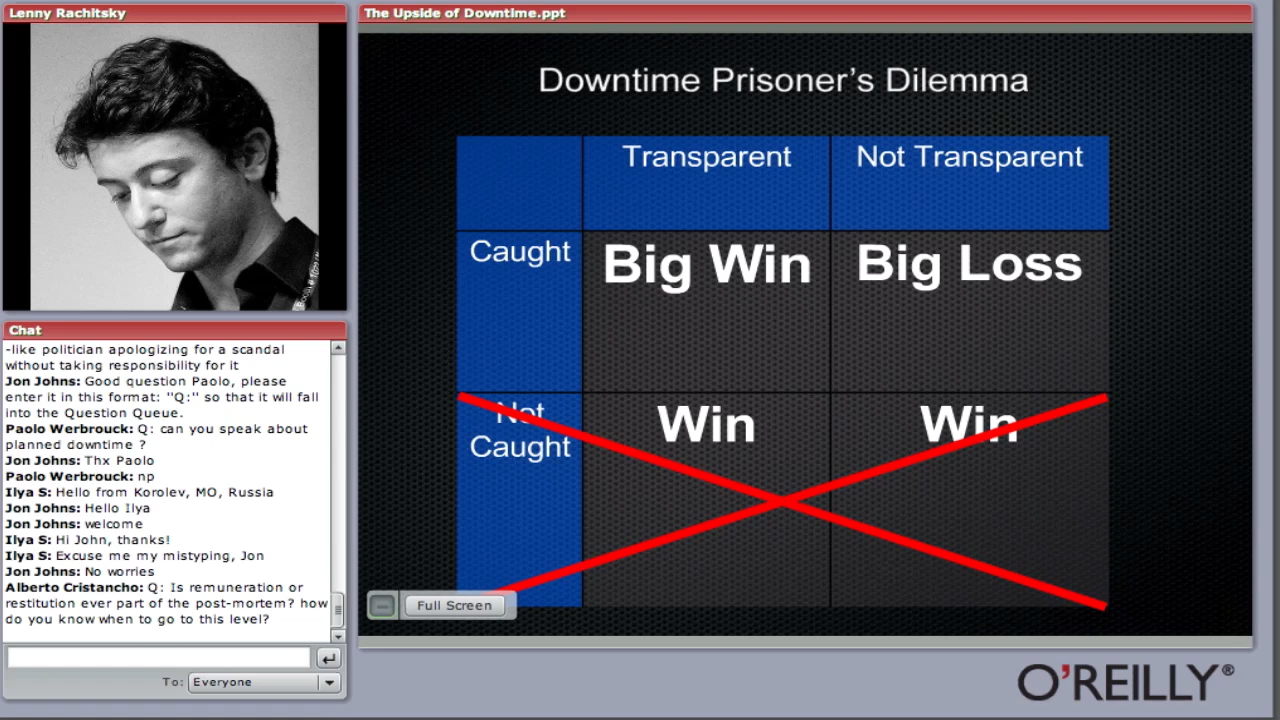 Lenny Rachitsky
The Upside of Downtime.ppt
Downtime Prisoner's Dilemma
Transparent
Not Transparent
Caught
Big Win
Big Loss
Not
Caught
Win
Win
Full Screen
Chat
-like politician apologizing for a scandal
without taking responsibility for it
Jon Johns: Good question Paolo, please
enter it in this format: "Q:" so that it will fall
into the Question Queue.
Paolo Werbrouck: Q: can you speak about
planned downtime ?
Jon Johns: Thx Paolo
Paolo Werbrouck: np
Ilya S: Hello from Korolev, MO, Russia
Jon Johns: Hello Ilya
Jon Johns: welcome
Ilya S: Hi John, thanks!
Ilya S: Excuse me my mistyping, Jon
Jon Johns: No worries
Alberto Cristancho: Q: Is remuneration or
restitution ever part of the post-mortem? how
do you know when to go to this level?
To: Everyone
O'REILLY®